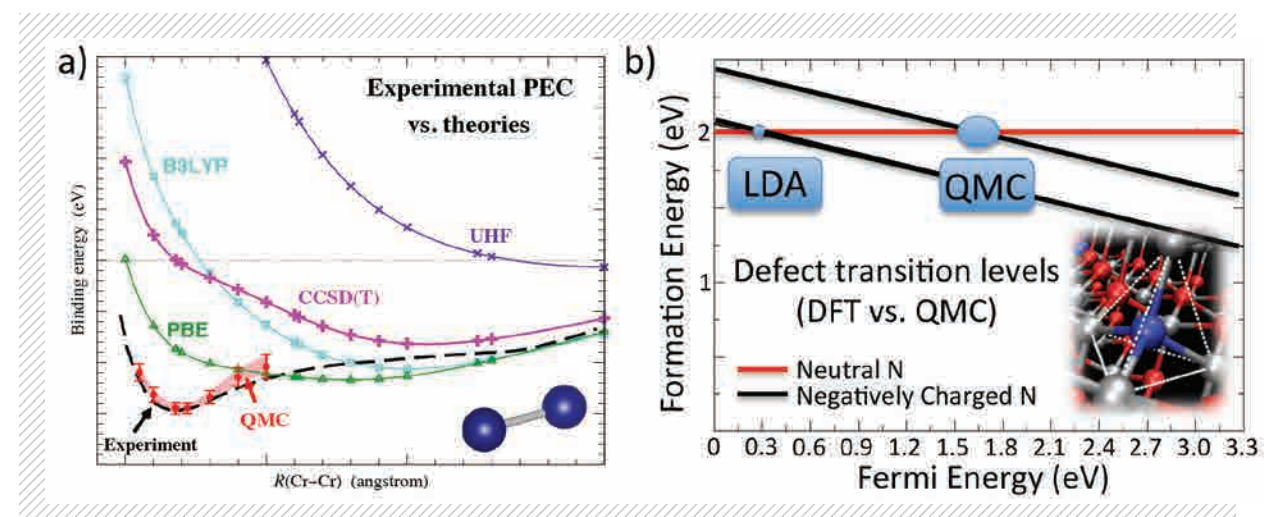 a)
Experimental PEC
vs. theories
B3LYP
UHF
CCSD(T)
PBE
QMC
Experiment
Binding energy (eV)
R(Cr–Cr) (angstrom)
b)
Formation Energy (eV)
2
1
LDA
QMC
Defect transition levels
(DFT vs. QMC)
Neutral N
Negatively Charged N
0 0.3 0.6 0.9 1.2 1.5 1.8 2.1 2.4 2.7 3.0 3.3
Fermi Energy (eV)